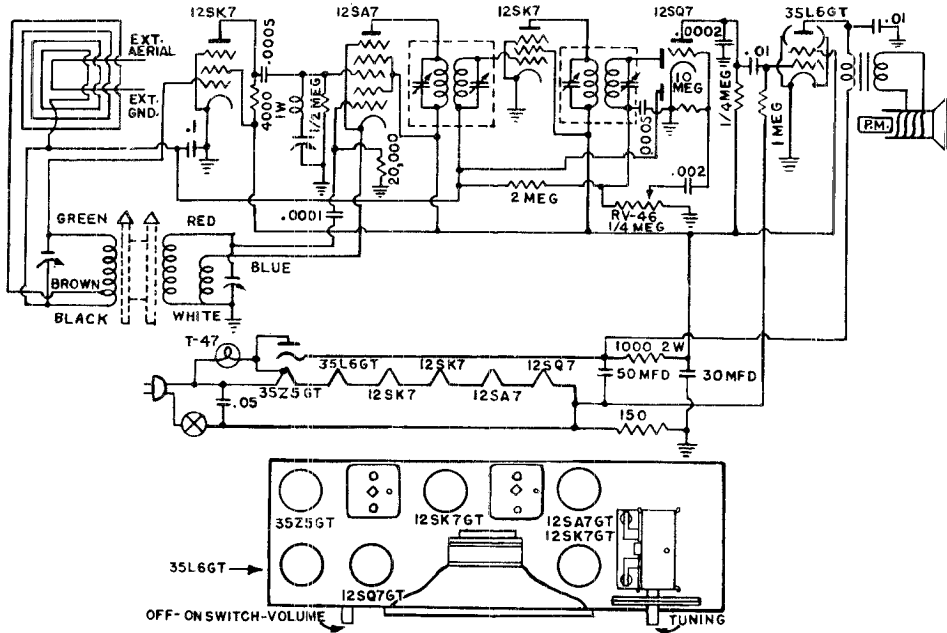 12SK7
12SA7
12SK7
12SQ7
35L6GT
EXT. AERIAL
EXT. GND.
.0005
4000 1W
1/2 MEG
.1
20,000
.0001
.0002
10 MEG
.0005
.01
1/4 MEG
1 MEG
.01
P.M.
2 MEG
.002
RV-46
1/4 MEG
GREEN
RED
BROWN
BLUE
BLACK
WHITE
T-47
35Z5GT
35L6GT
12SK7
12SK7
12SA7
12SQ7
1000 2W
50 MFD
30 MFD
.05
150
35Z5GT
12SK7GT
12SA7GT
12SK7GT
35L6GT
12SQ7GT
OFF-ON SWITCH-VOLUME
TUNING